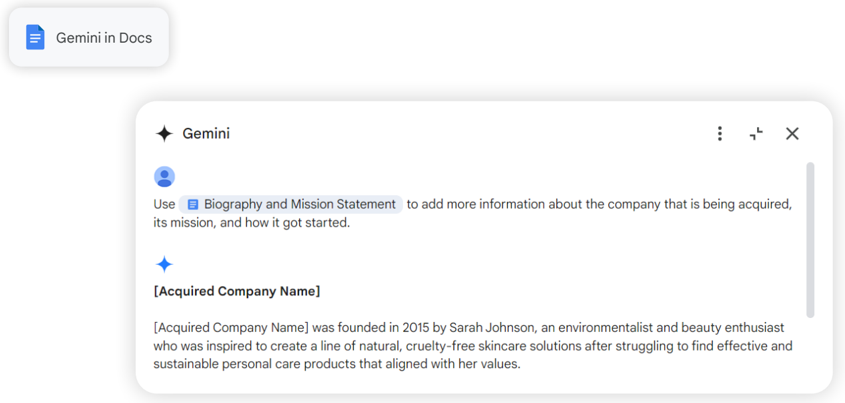 Gemini in Docs
Gemini
Use Biography and Mission Statement to add more information about the company that is being acquired,
its mission, and how it got started.
[Acquired Company Name]
[Acquired Company Name] was founded in 2015 by Sarah Johnson, an environmentalist and beauty enthusiast
who was inspired to create a line of natural, cruelty-free skincare solutions after struggling to find effective and
sustainable personal care products that aligned with her values.